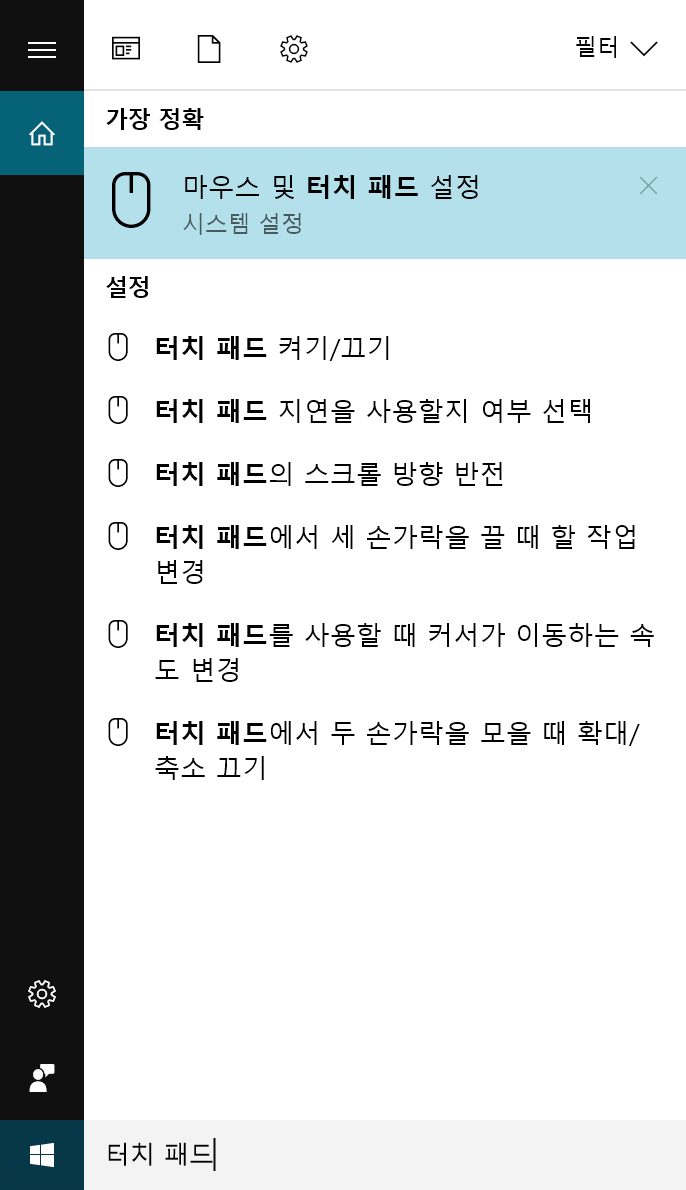 필터
가장 정확
마우스 및 터치 패드 설정
시스템 설정
설정
터치 패드 켜기/끄기
터치 패드 지연을 사용할지 여부 선택
터치 패드의 스크롤 방향 반전
터치 패드에서 세 손가락을 끌 때 할 작업
변경
터치 패드를 사용할 때 커서가 이동하는 속
도 변경
터치 패드에서 두 손가락을 모을 때 확대/
축소 끄기
터치 패드